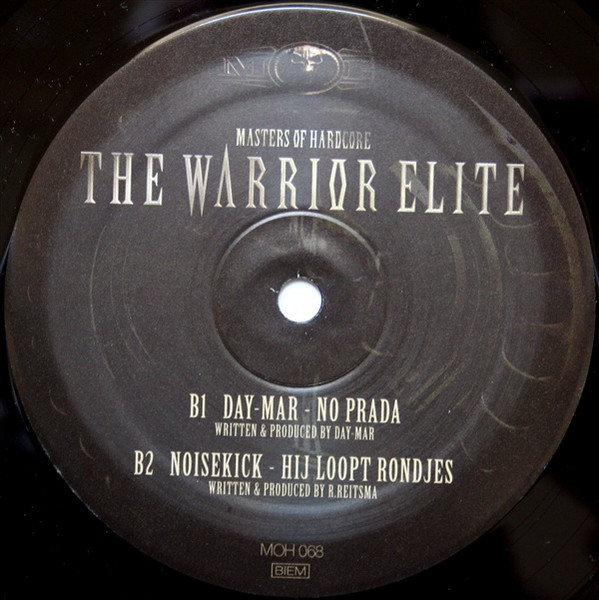 MASTERS OF HARDCORE
THE WARRIOR ELITE
B1 DAY-MAR - NO PRADA
WRITTEN & PRODUCED BY DAY-MAR
B2 NOISEKICK - HIJ LOOPT RONDJES
WRITTEN & PRODUCED BY R.REITSMA
MOH 068
BIEM